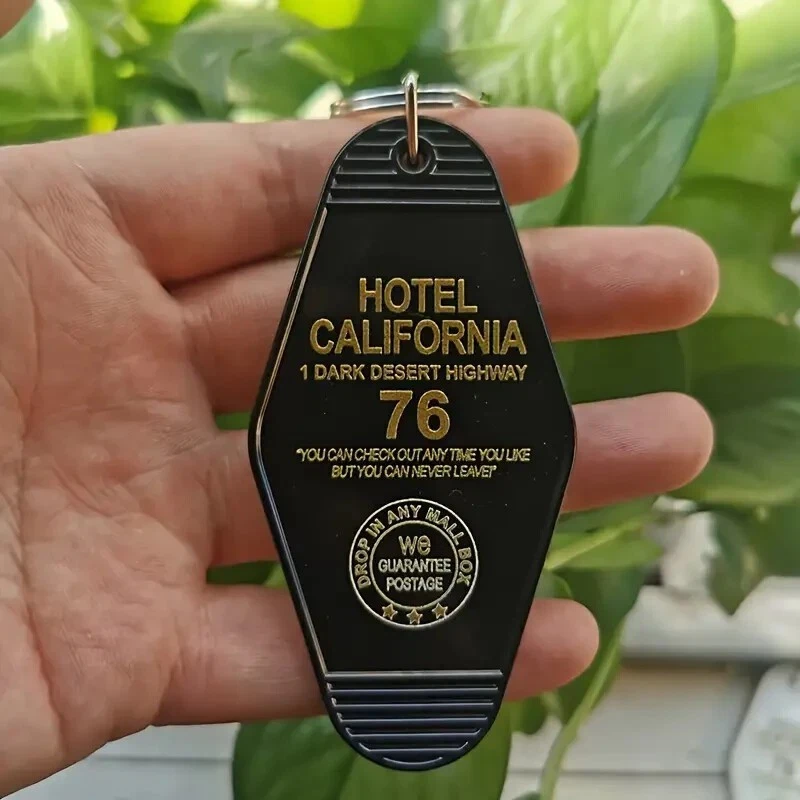 HOTEL
CALIFORNIA
1 DARK DESERT HIGHWAY
76
"YOU CAN CHECK OUT ANY TIME YOU LIKE
BUT YOU CAN NEVER LEAVE!"
DROP IN ANY MALL BOX
We
GUARANTEE
POSTAGE